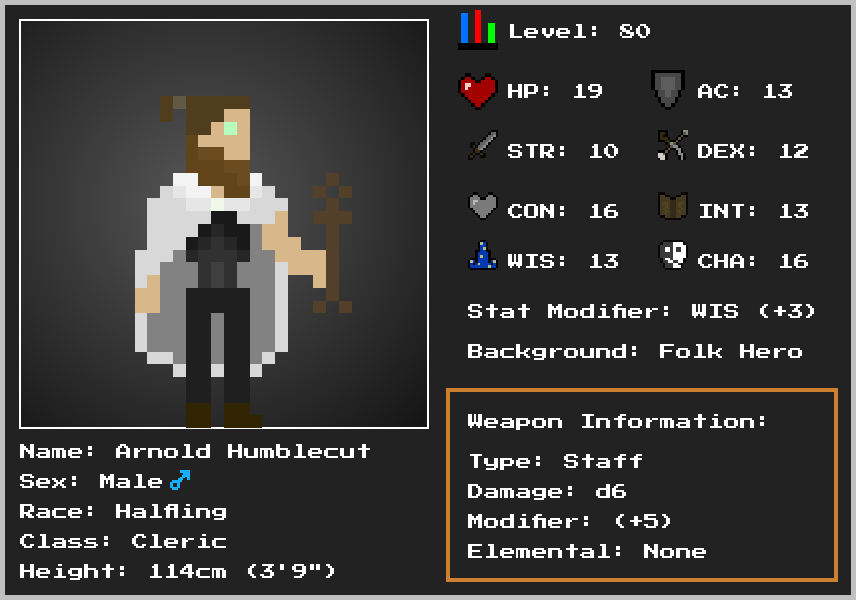 Level: 80
HP: 19
AC: 13
STR: 10
DEX: 12
CON: 16
INT: 13
WIS: 13
CHA: 16
Stat Modifier: WIS (+3)
Background: Folk Hero
Weapon Information:
Type: Staff
Damage: d6
Modifier: (+5)
Elemental: None
Name: Arnold Humblecut
Sex: Male ♂
Race: Halfling
Class: Cleric
Height: 114cm (3'9")